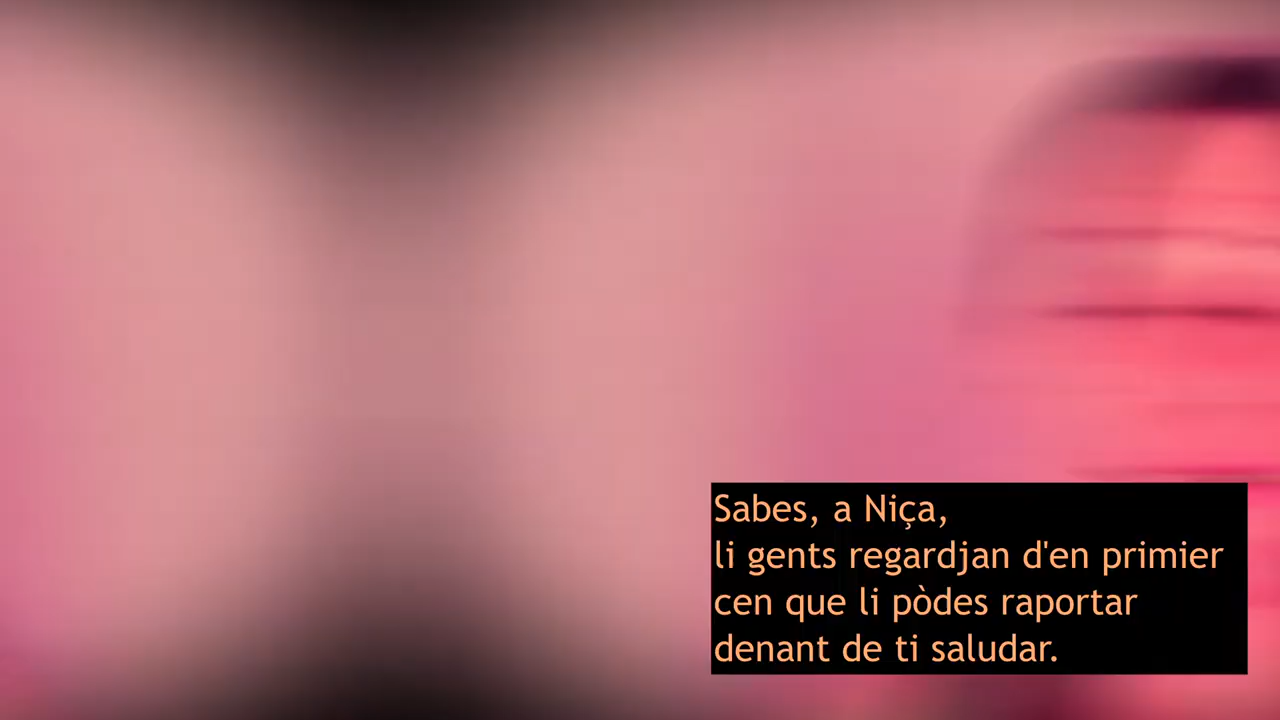 Sabes, a Niça,
li gents regardjan d'en primier
cen que li pòdes raportar
denant de ti saludar.